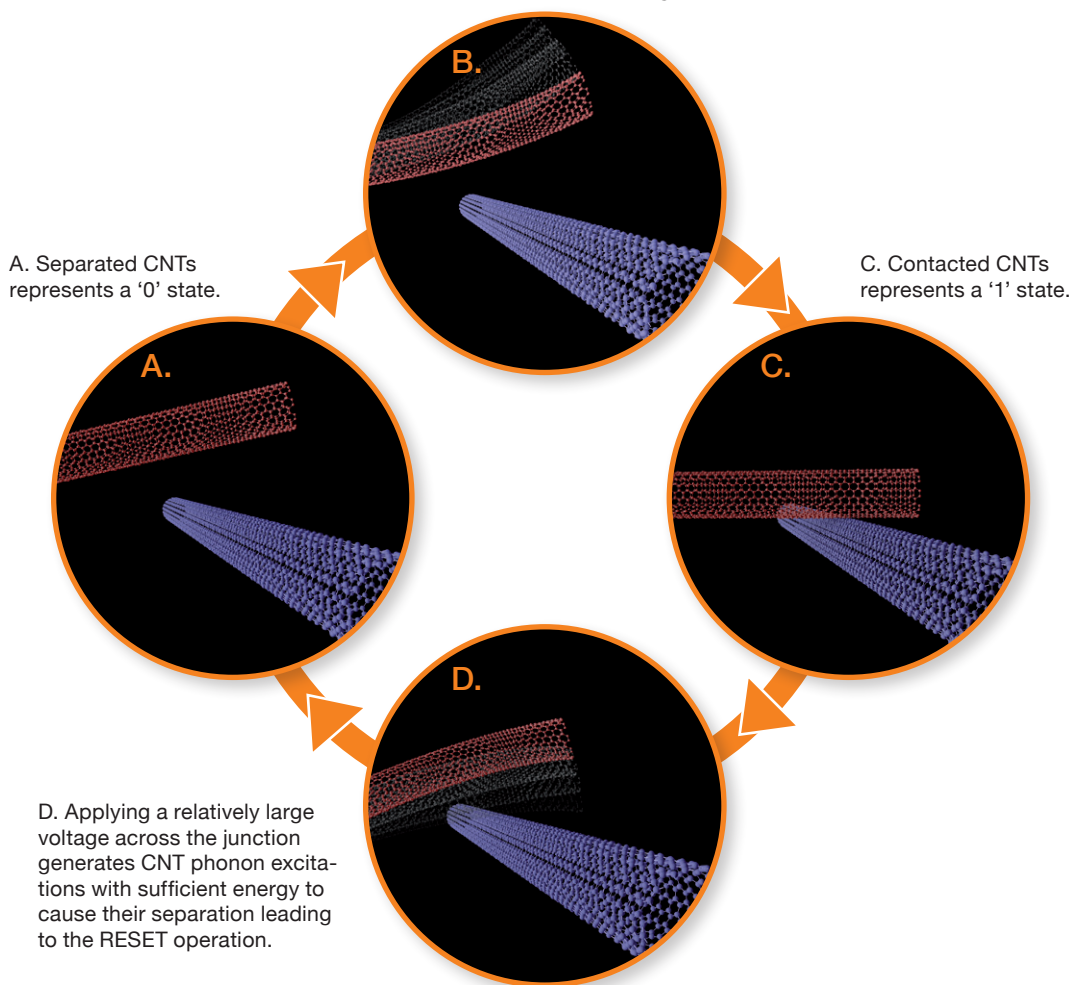 B.
A. Separated CNTs
represents a ‘0’ state.
C. Contacted CNTs
represents a ‘1’ state.
A.
C.
D.
D. Applying a relatively large
voltage across the junction
generates CNT phonon excita-
tions with sufficient energy to
cause their separation leading
to the RESET operation.